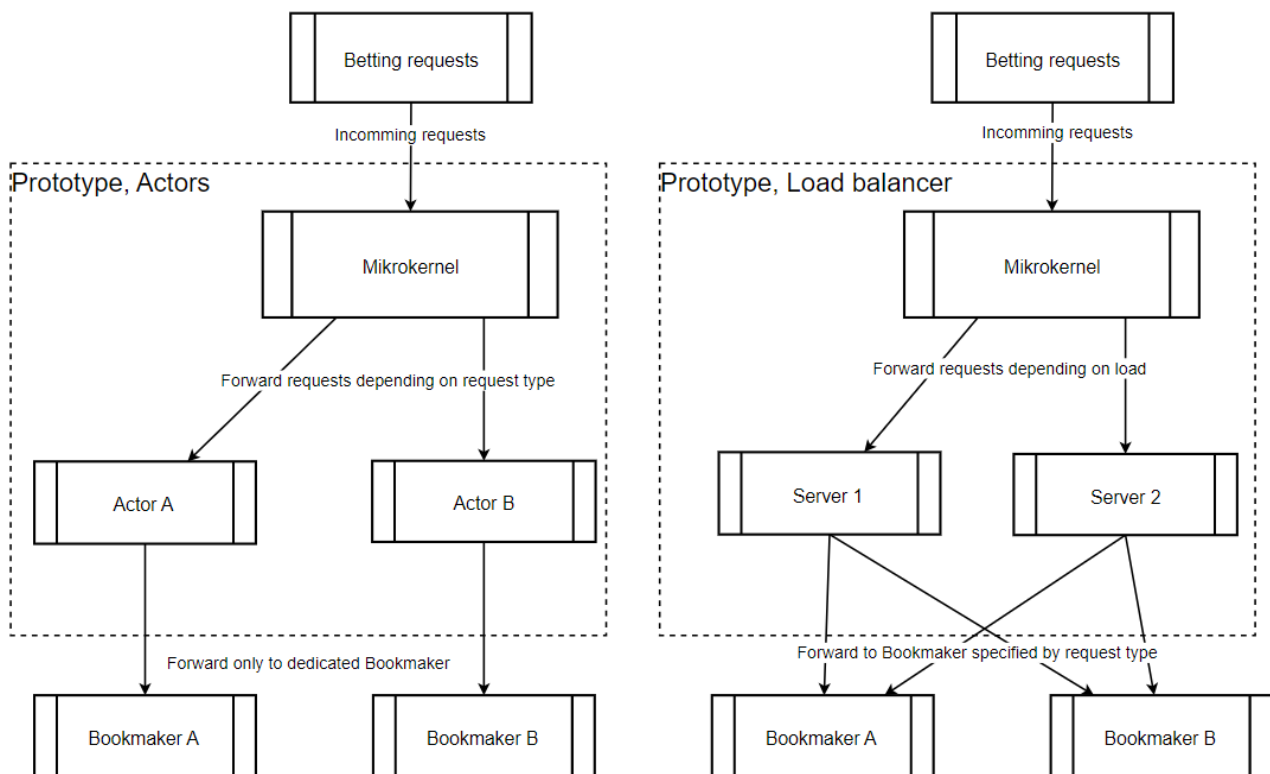 Betting requests
Incomming requests
Prototype, Actors
Mikrokernel
Forward requests depending on request type
Actor A
Actor B
Forward only to dedicated Bookmaker
Bookmaker A
Bookmaker B
Betting requests
Incomming requests
Prototype, Load balancer
Mikrokernel
Forward requests depending on load
Server 1
Server 2
Forward to Bookmaker specified by request type
Bookmaker A
Bookmaker B